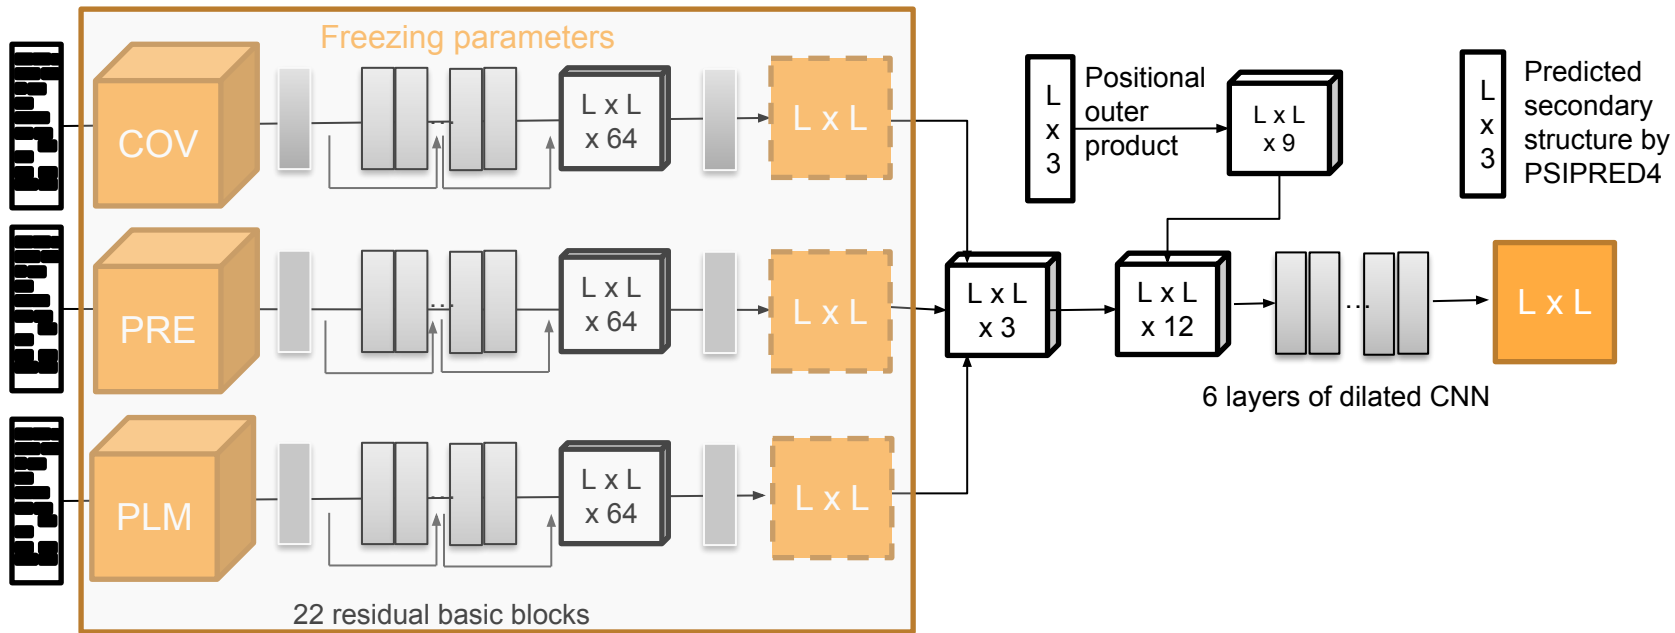 Freezing parameters
COV
L x L
x 64
L x L
PRE
L x L
x 64
L x L
PLM
L x L
x 64
L x L
22 residual basic blocks
L
x
3
Positional
outer
product
L x L
x 9
L
x
3
Predicted
secondary
structure by
PSIPRED4
L x L
x 3
L x L
x 12
...
L x L
6 layers of dilated CNN